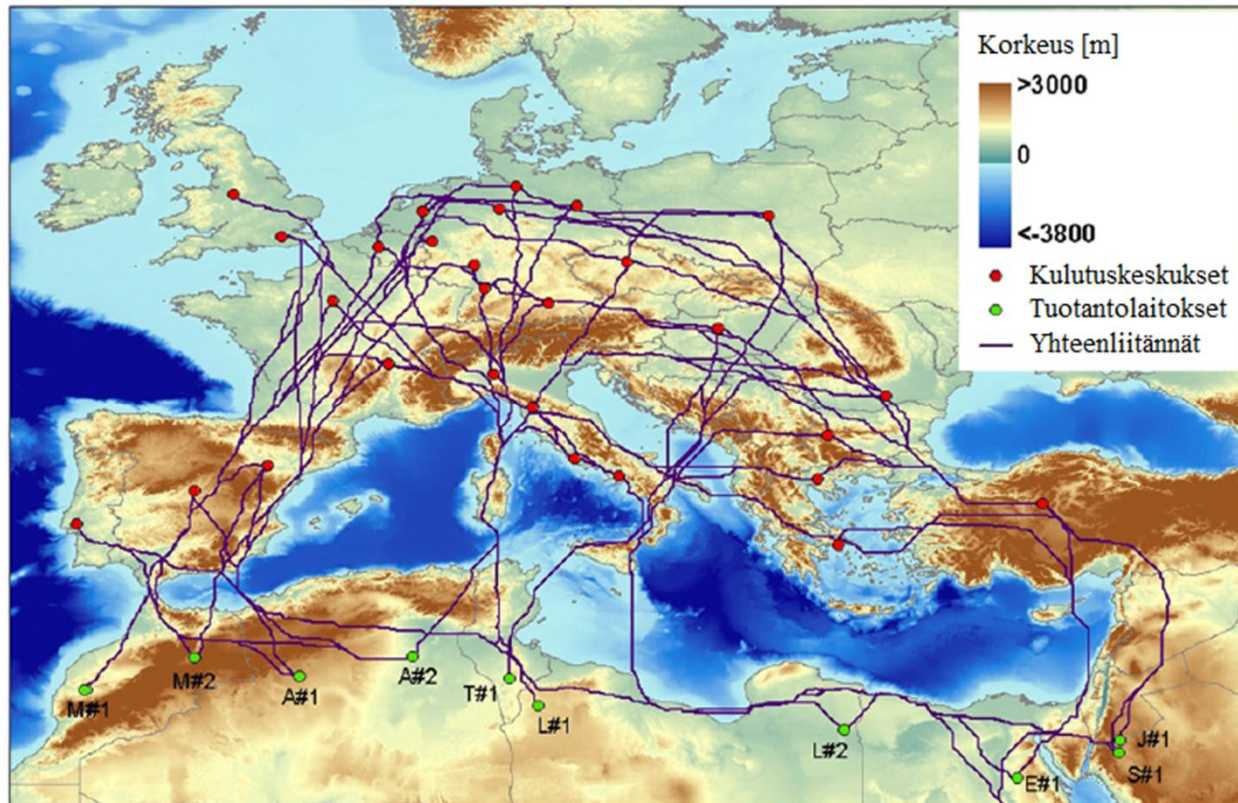 Korkeus [m]
>3000
0
<-3800
Kulutuskeskukset
Tuotantolaitokset
Yhteenliitännät
M#1
M#2
A#1
A#2
T#1
L#1
L#2
E#1
J#1
S#1